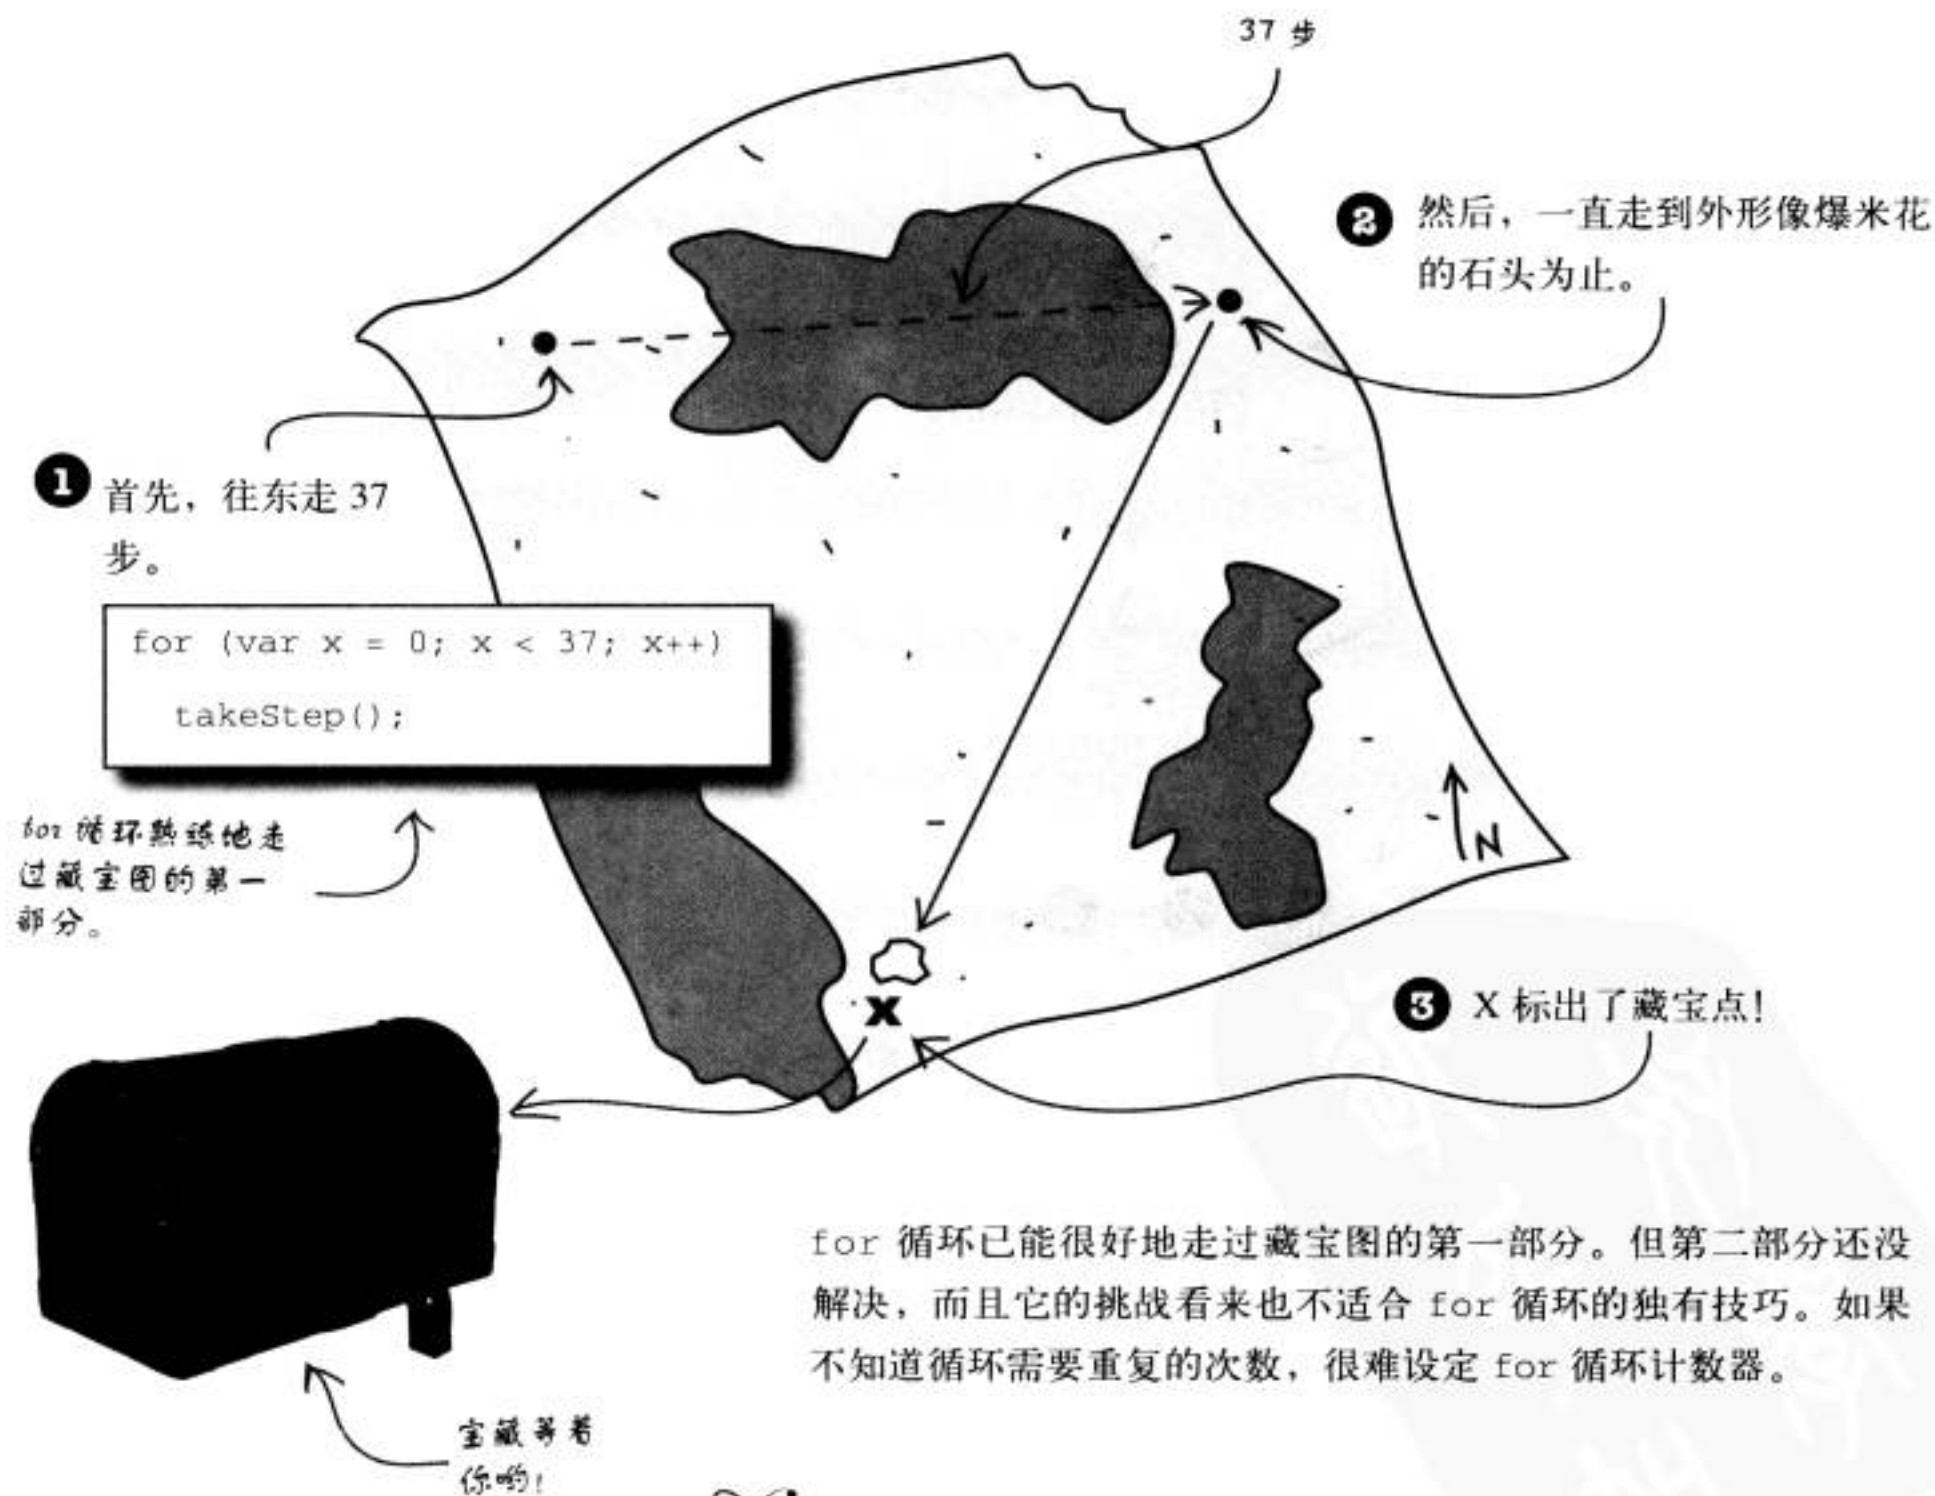 37 步
2 然后，一直走到外形像爆米花
的石头为止。
1 首先，往东走 37
步。
for (var x = 0; x < 37; x++)
takeStep();
for 循环熟练地走
过藏宝图的第一
部分。
N
X
3 X 标出了藏宝点！
for 循环已能很好地走过藏宝图的第一部分。但第二部分还没
解决，而且它的挑战看来也不适合 for 循环的独有技巧。如果
不知道循环需要重复的次数，很难设定 for 循环计数器。
宝藏等着
你哟！